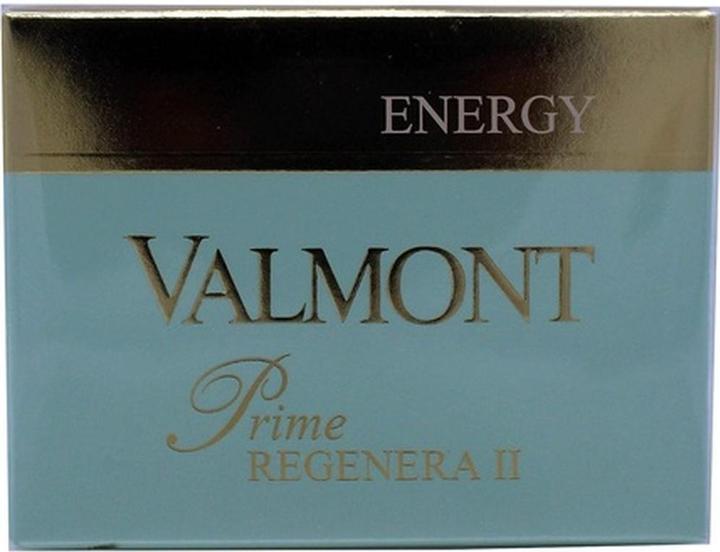 ENERGY
VALMONT
Prime
REGENERA II